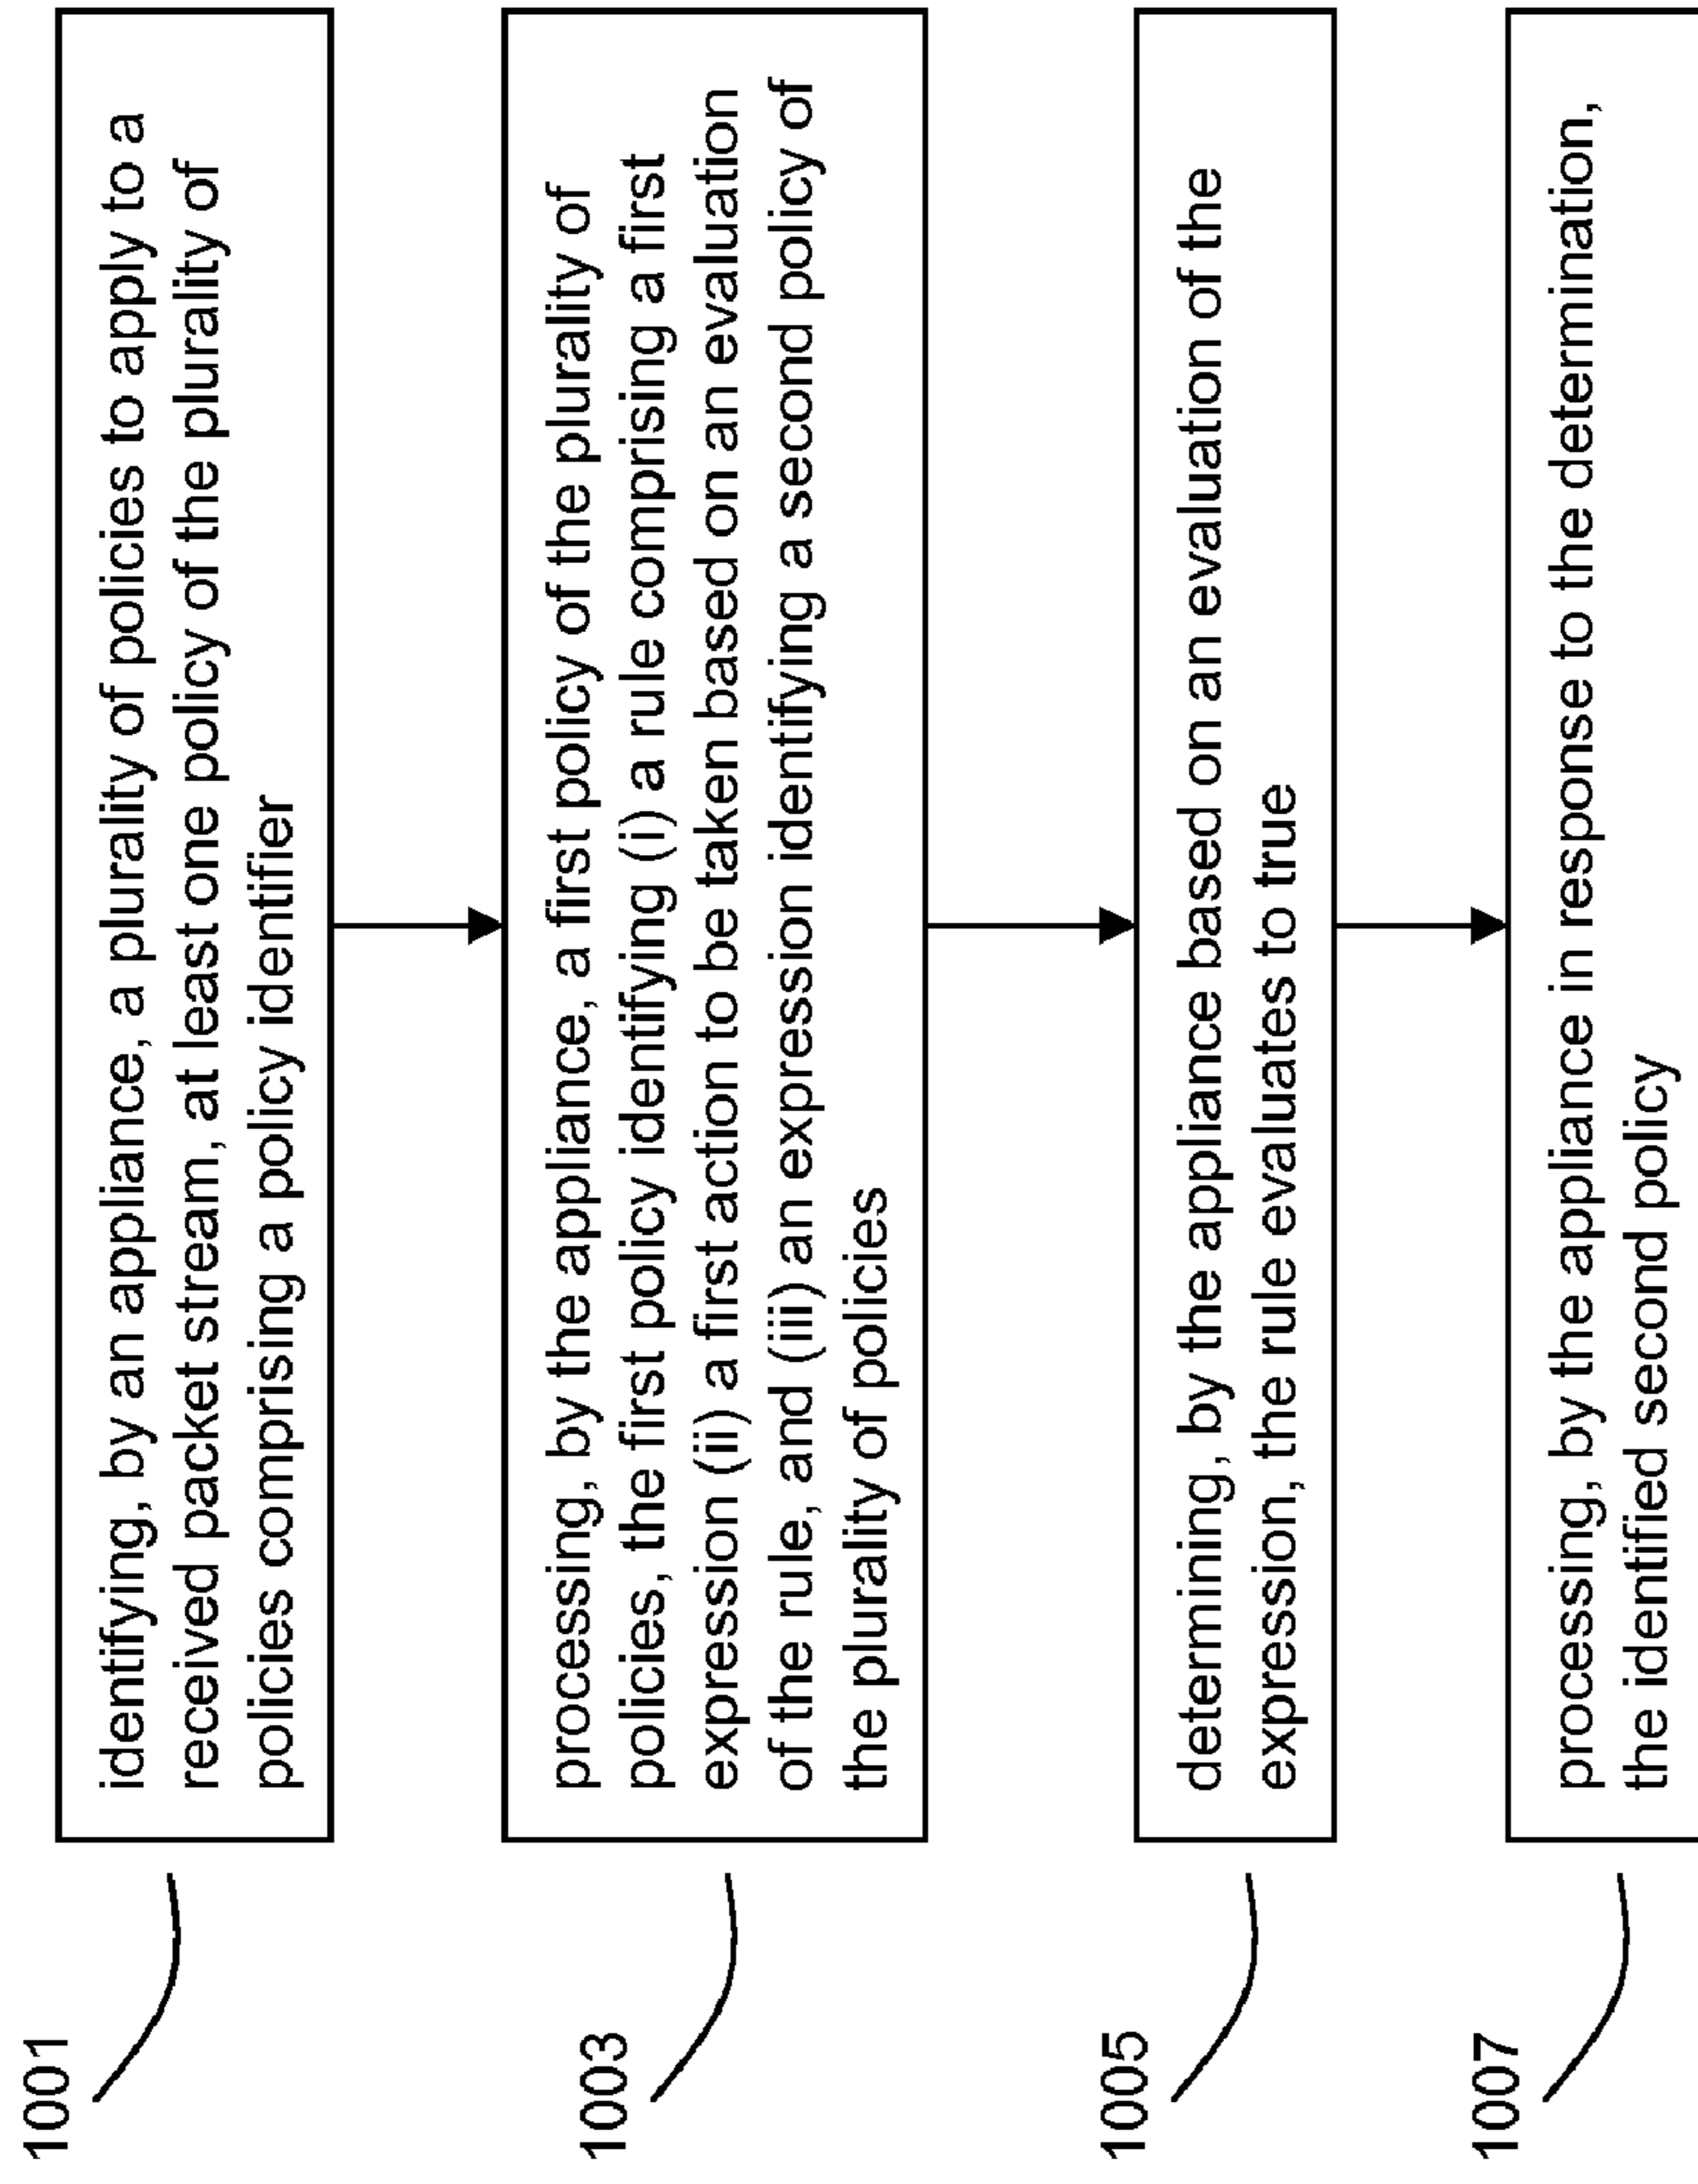 1001
identifying, by an appliance, a plurality of policies to apply to a
received packet stream, at least one policy of the plurality of
policies comprising a policy identifier
1003
processing, by the appliance, a first policy of the plurality of
policies, the first policy identifying (i) a rule comprising a first
expression (ii) a first action to be taken based on an evaluation
of the rule, and (iii) an expression identifying a second policy of
the plurality of policies
1005
determining, by the appliance based on an evaluation of the
expression, the rule evaluates to true
1007
processing, by the appliance in response to the determination,
the identified second policy